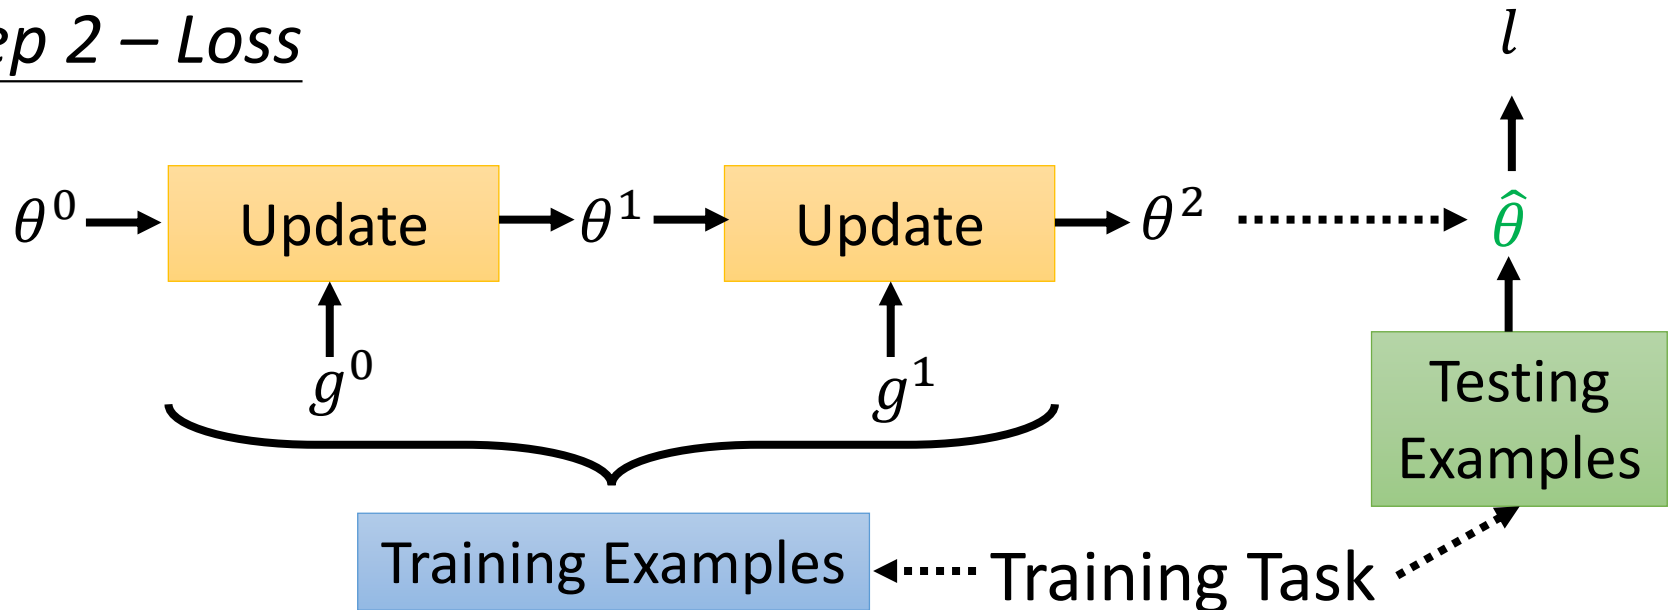 ep 2 – Loss
l
θ⁰
Update
θ¹
Update
θ²
θ̂
g⁰
g¹
Testing
Examples
Training Examples
Training Task